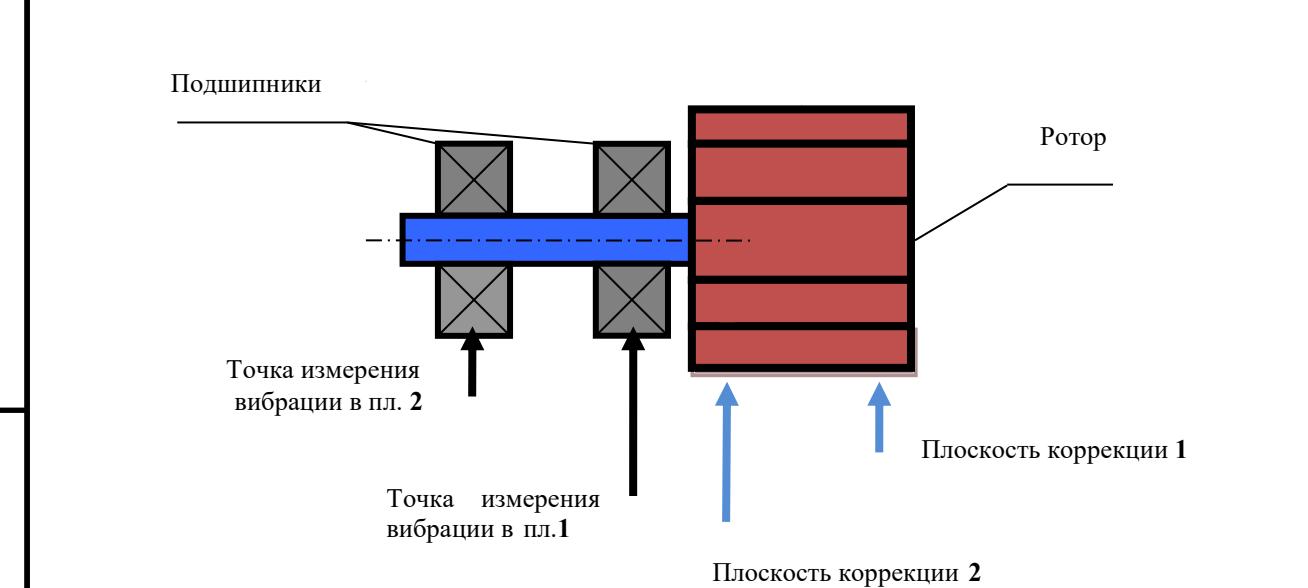 Подшипники
Ротор
Точка измерения
вибрации в пл. 2
Плоскость коррекции 1
Точка измерения
вибрации в пл.1
Плоскость коррекции 2